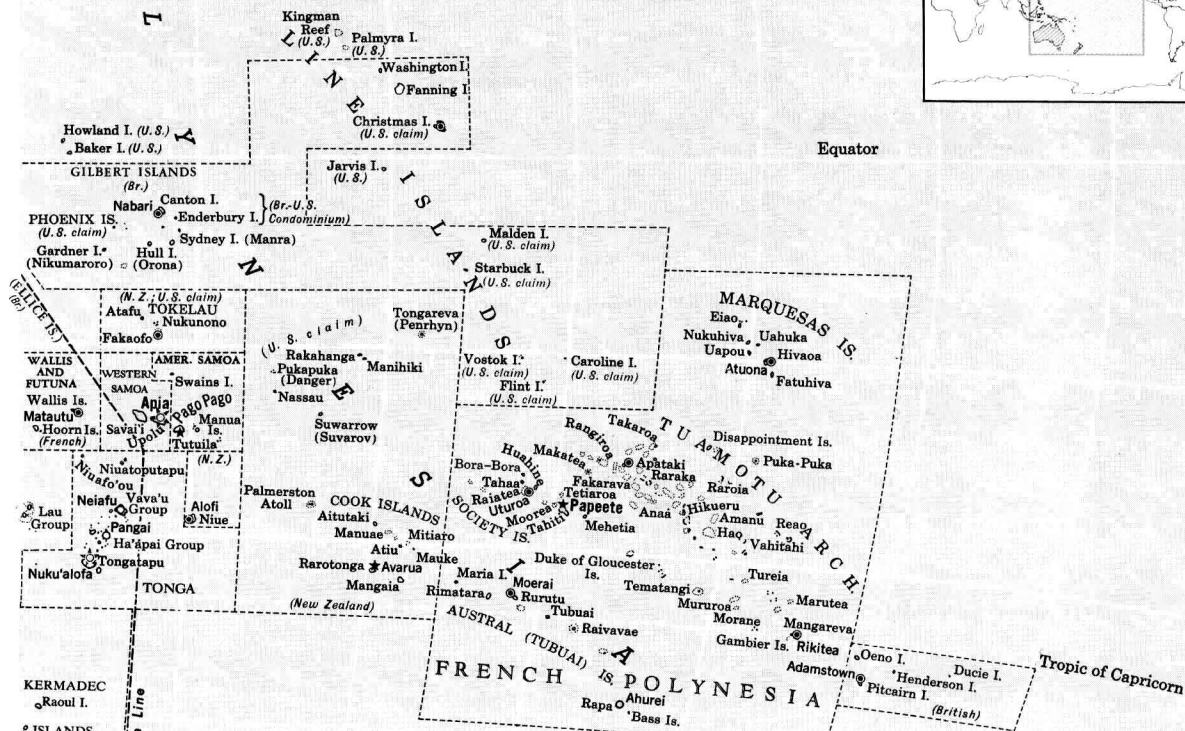 POLYNESIA
LINE ISLANDS
Kingman
Reef
(U.S.)
Palmyra I.
(U.S.)
Washington I.
Fanning I
Christmas I.
(U.S. claim)
Howland I. (U.S.)
Baker I. (U.S.)
Equator
Jarvis I.
(U.S.)
GILBERT ISLANDS
(Br.)
Canton I.
Nabari
Enderbury I.
(Br.-U.S.
Condominium)
PHOENIX IS.
(U.S. claim)
Sydney I. (Manra)
Gardner I.
(Nikumaroro)
Hull I.
(Orona)
Malden I.
(U.S. claim)
Starbuck I.
(U.S. claim)
(ELLICE IS.)
(Br.)
(N.Z.; U.S. claim)
Atafu
TOKELAU
Nukunono
Fakaofo
(U.S. claim)
Tongareva
(Penrhyn)
Rakahanga
Manihiki
Pukapuka
(Danger)
Nassau
Suwarrow
(Suvarov)
Vostok I.
(U.S. claim)
Caroline I.
(U.S. claim)
Flint I.
(U.S. claim)
MARQUESAS IS.
Eiao
Nukuhiva
Uahuka
Uapou
Hivaoa
Atuona
Fatuhiva
WALLIS
AND
FUTUNA
Wallis Is.
Matautu
Hoorn Is.
(French)
WESTERN
SAMOA
Apia
Savai'i
Upolu
AMER. SAMOA
Swains I.
Pago Pago
Manua
Is.
Tutuila
(N.Z.)
Niuafo'ou
Niuatoputapu
Neiafu
Vava'u
Group
Pangai
Ha'apai Group
Tongatapu
Nuku'alofa
TONGA
Lau
Group
Alofi
Niue
Palmerston
Atoll
COOK ISLANDS
Aitutaki
Manuae
Mitiaro
Atiu
Mauke
Rarotonga
Avarua
Mangaia
(New Zealand)
TUAMOTU ARCH.
Takaroa
Rangiroa
Disappointment Is.
Makatea
Apataki
Puka-Puka
Fakarava
Raraka
Raroia
Anaa
Hikueru
Amanu
Reao
Hao
Vahitahi
Huahine
Bora-Bora
Tahaa
Raiatea
Uturoa
Tetiaroa
Moorea
Papeete
Tahiti
Mehetia
SOCIETY IS.
Duke of Gloucester
Is.
Tureia
Tematangi
Marutea
Mururoa
Morane
Mangareva
Gambier Is.
Rikitea
Maria I.
Moerai
Rimatara
Rurutu
Tubuai
Raivavae
AUSTRAL (TUBUAI) IS.
FRENCH POLYNESIA
Rapa
Ahurei
Bass Is.
Oeno I.
Ducie I.
Henderson I.
Adamstown
Pitcairn I.
(British)
Tropic of Capricorn
KERMADEC
Raoul I.
ISLANDS
Line